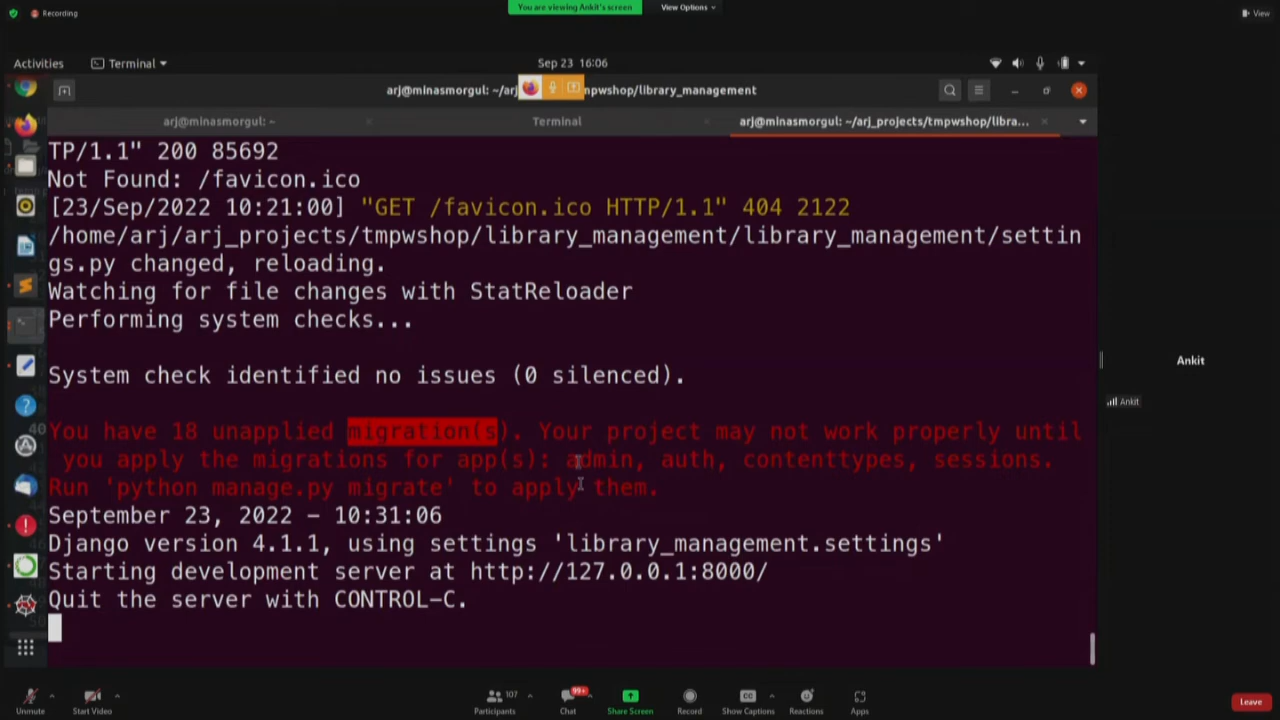 Recording
You are viewing Ankit's screen
View Options
View
Activities
Terminal
Sep 23 16:06
arj@minasmorgul: ~/arj
mpwshop/library_management
arj@minasmorgul: ~
Terminal
arj@minasmorgul: ~/arj_projects/tmpwshop/libra...
TP/1.1" 200 85692
Not Found: /favicon.ico
[23/Sep/2022 10:21:00] "GET /favicon.ico HTTP/1.1" 404 2122
/home/arj/arj_projects/tmpwshop/library_management/library_management/settin
gs.py changed, reloading.
Watching for file changes with StatReloader
Performing system checks...
System check identified no issues (0 silenced).
You have 18 unapplied migration(s). Your project may not work properly until
you apply the migrations for app(s): admin, auth, contenttypes, sessions.
Run 'python manage.py migrate' to apply them.
September 23, 2022 - 10:31:06
Django version 4.1.1, using settings 'library_management.settings'
Starting development server at http://127.0.0.1:8000/
Quit the server with CONTROL-C.
Ankit
Ankit
Unmute
Start Video
107
Participants
99+
Chat
Share Screen
Record
CC
Show Captions
Reactions
Apps
Leave